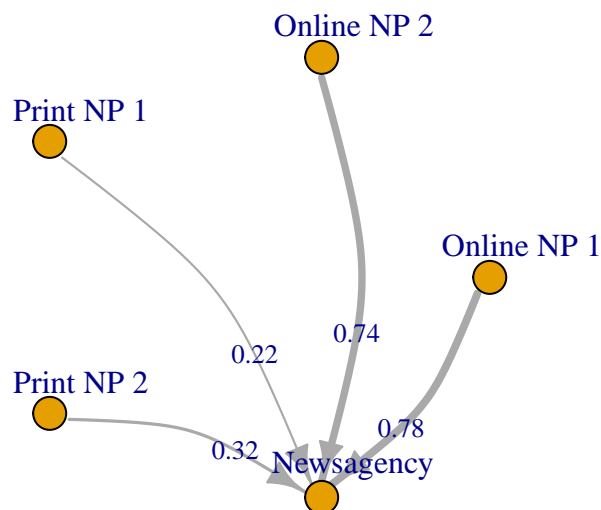 Online NP 2
Print NP 1
Online NP 1
0.74
0.22
Print NP 2
0.78
0.32
Newsagency